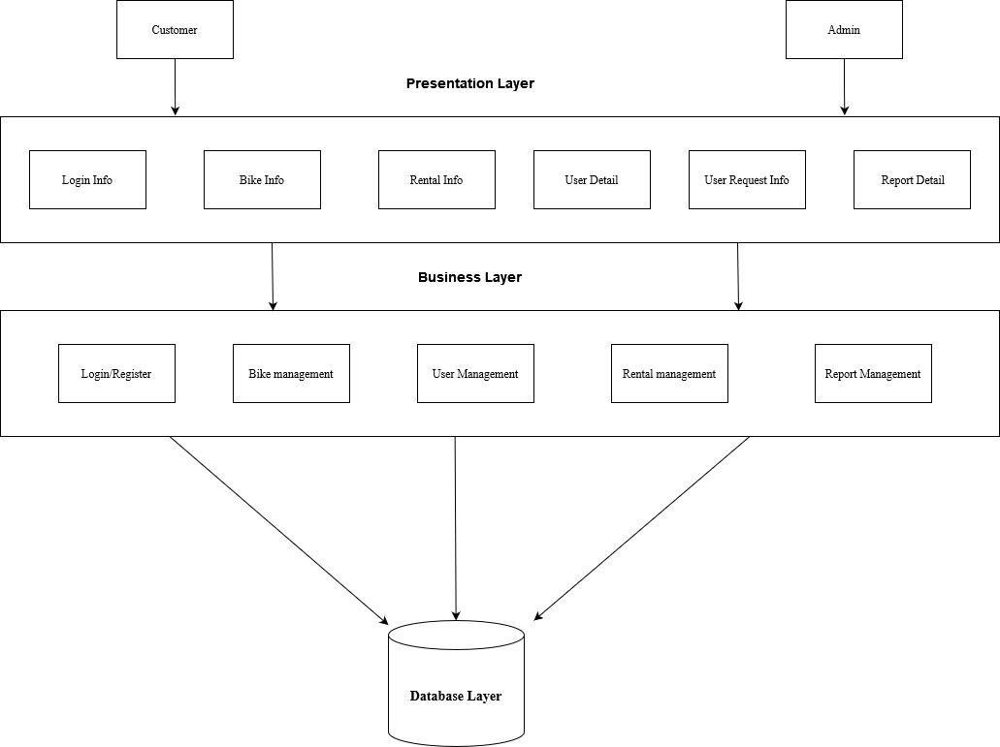 Customer
Admin
Presentation Layer
Login Info
Bike Info
Rental Info
User Detail
User Request Info
Report Detail
Business Layer
Login/Register
Bike management
User Management
Rental management
Report Management
Database Layer